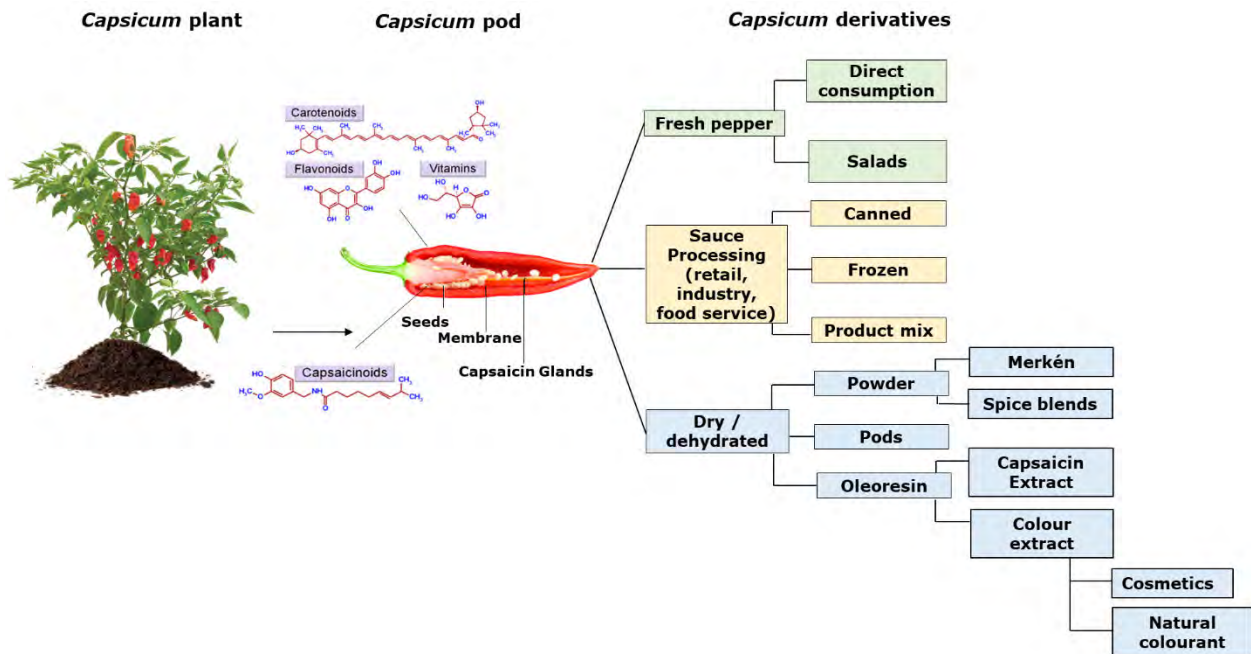 Capsicum plant
Capsicum pod
Capsicum derivatives
Carotenoids
Flavonoids
Vitamins
Seeds
Membrane
Capsaicin Glands
Capsaicinoids
Fresh pepper
Direct
consumption
Salads
Sauce
Processing
(retail,
industry,
food service)
Canned
Frozen
Product mix
Dry /
dehydrated
Powder
Merkén
Spice blends
Pods
Oleoresin
Capsaicin
Extract
Colour
extract
Cosmetics
Natural
colourant